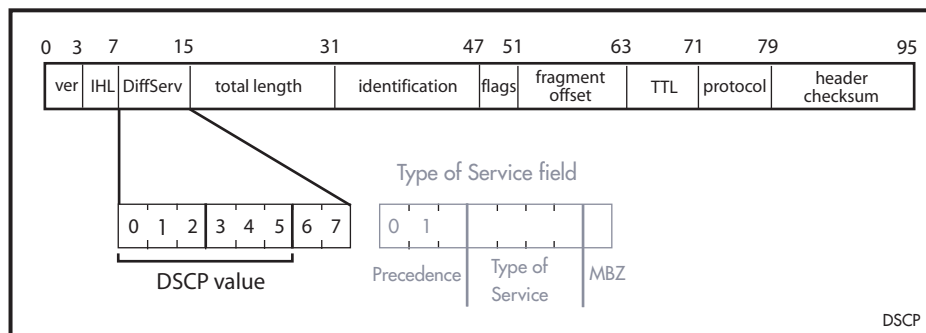 0 3 7 15 31 47 51 63 71 79 95
ver IHL DiffServ total length identification flags fragment offset TTL protocol header checksum
Type of Service field
0 1 2 3 4 5 6 7 0 1
DSCP value
Precedence Type of Service MBZ
DSCP